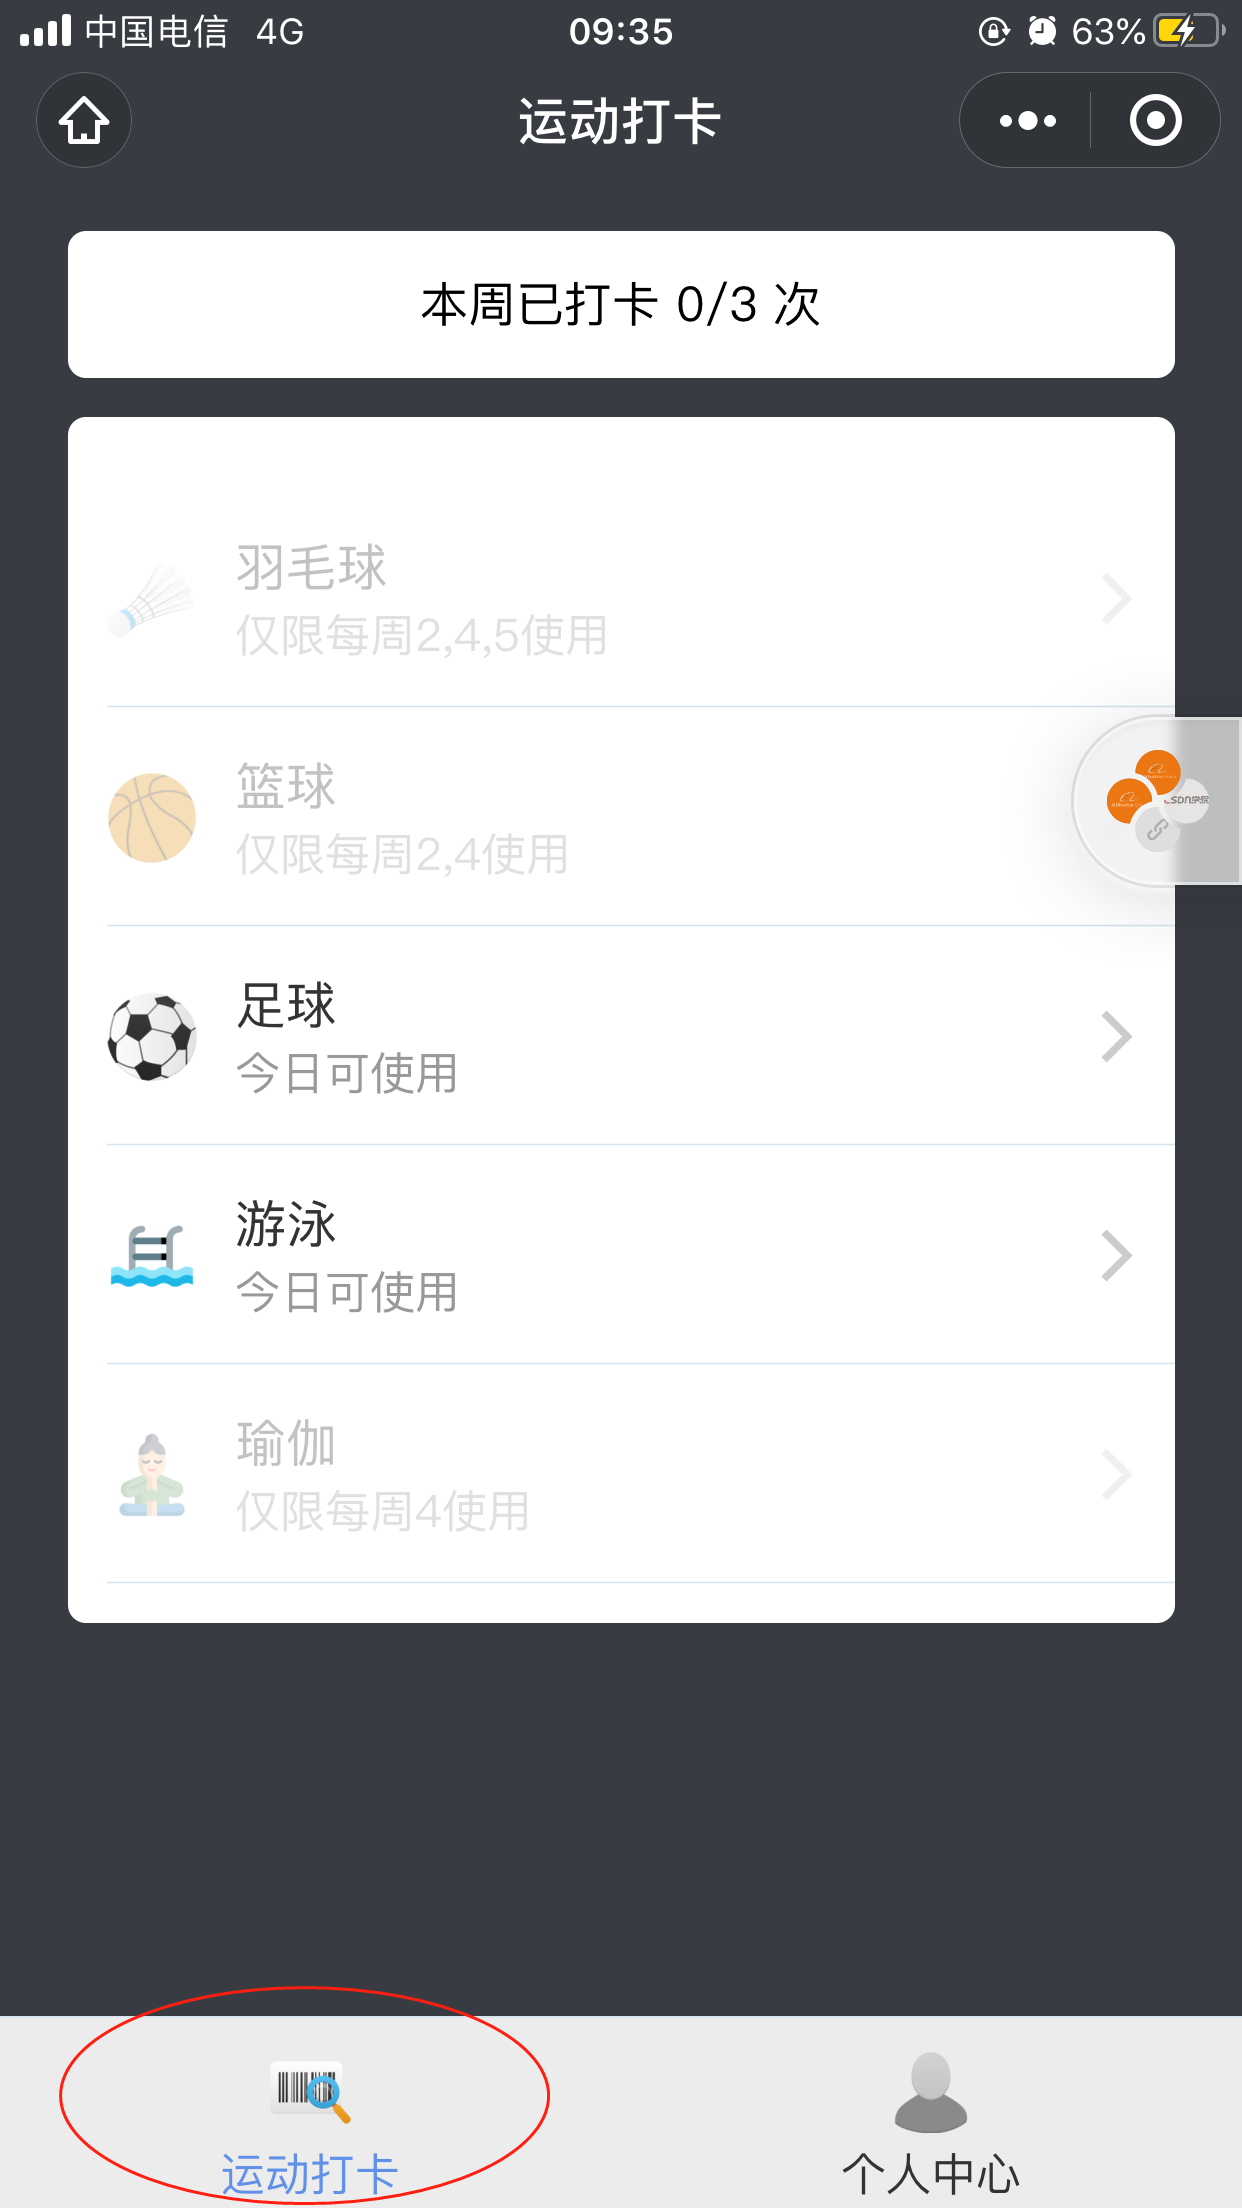 中国电信 4G 09:35 63%
运动打卡
本周已打卡 0/3 次
羽毛球
仅限每周2,4,5使用
篮球
仅限每周2,4使用
足球
今日可使用
游泳
今日可使用
瑜伽
仅限每周4使用
运动打卡 个人中心